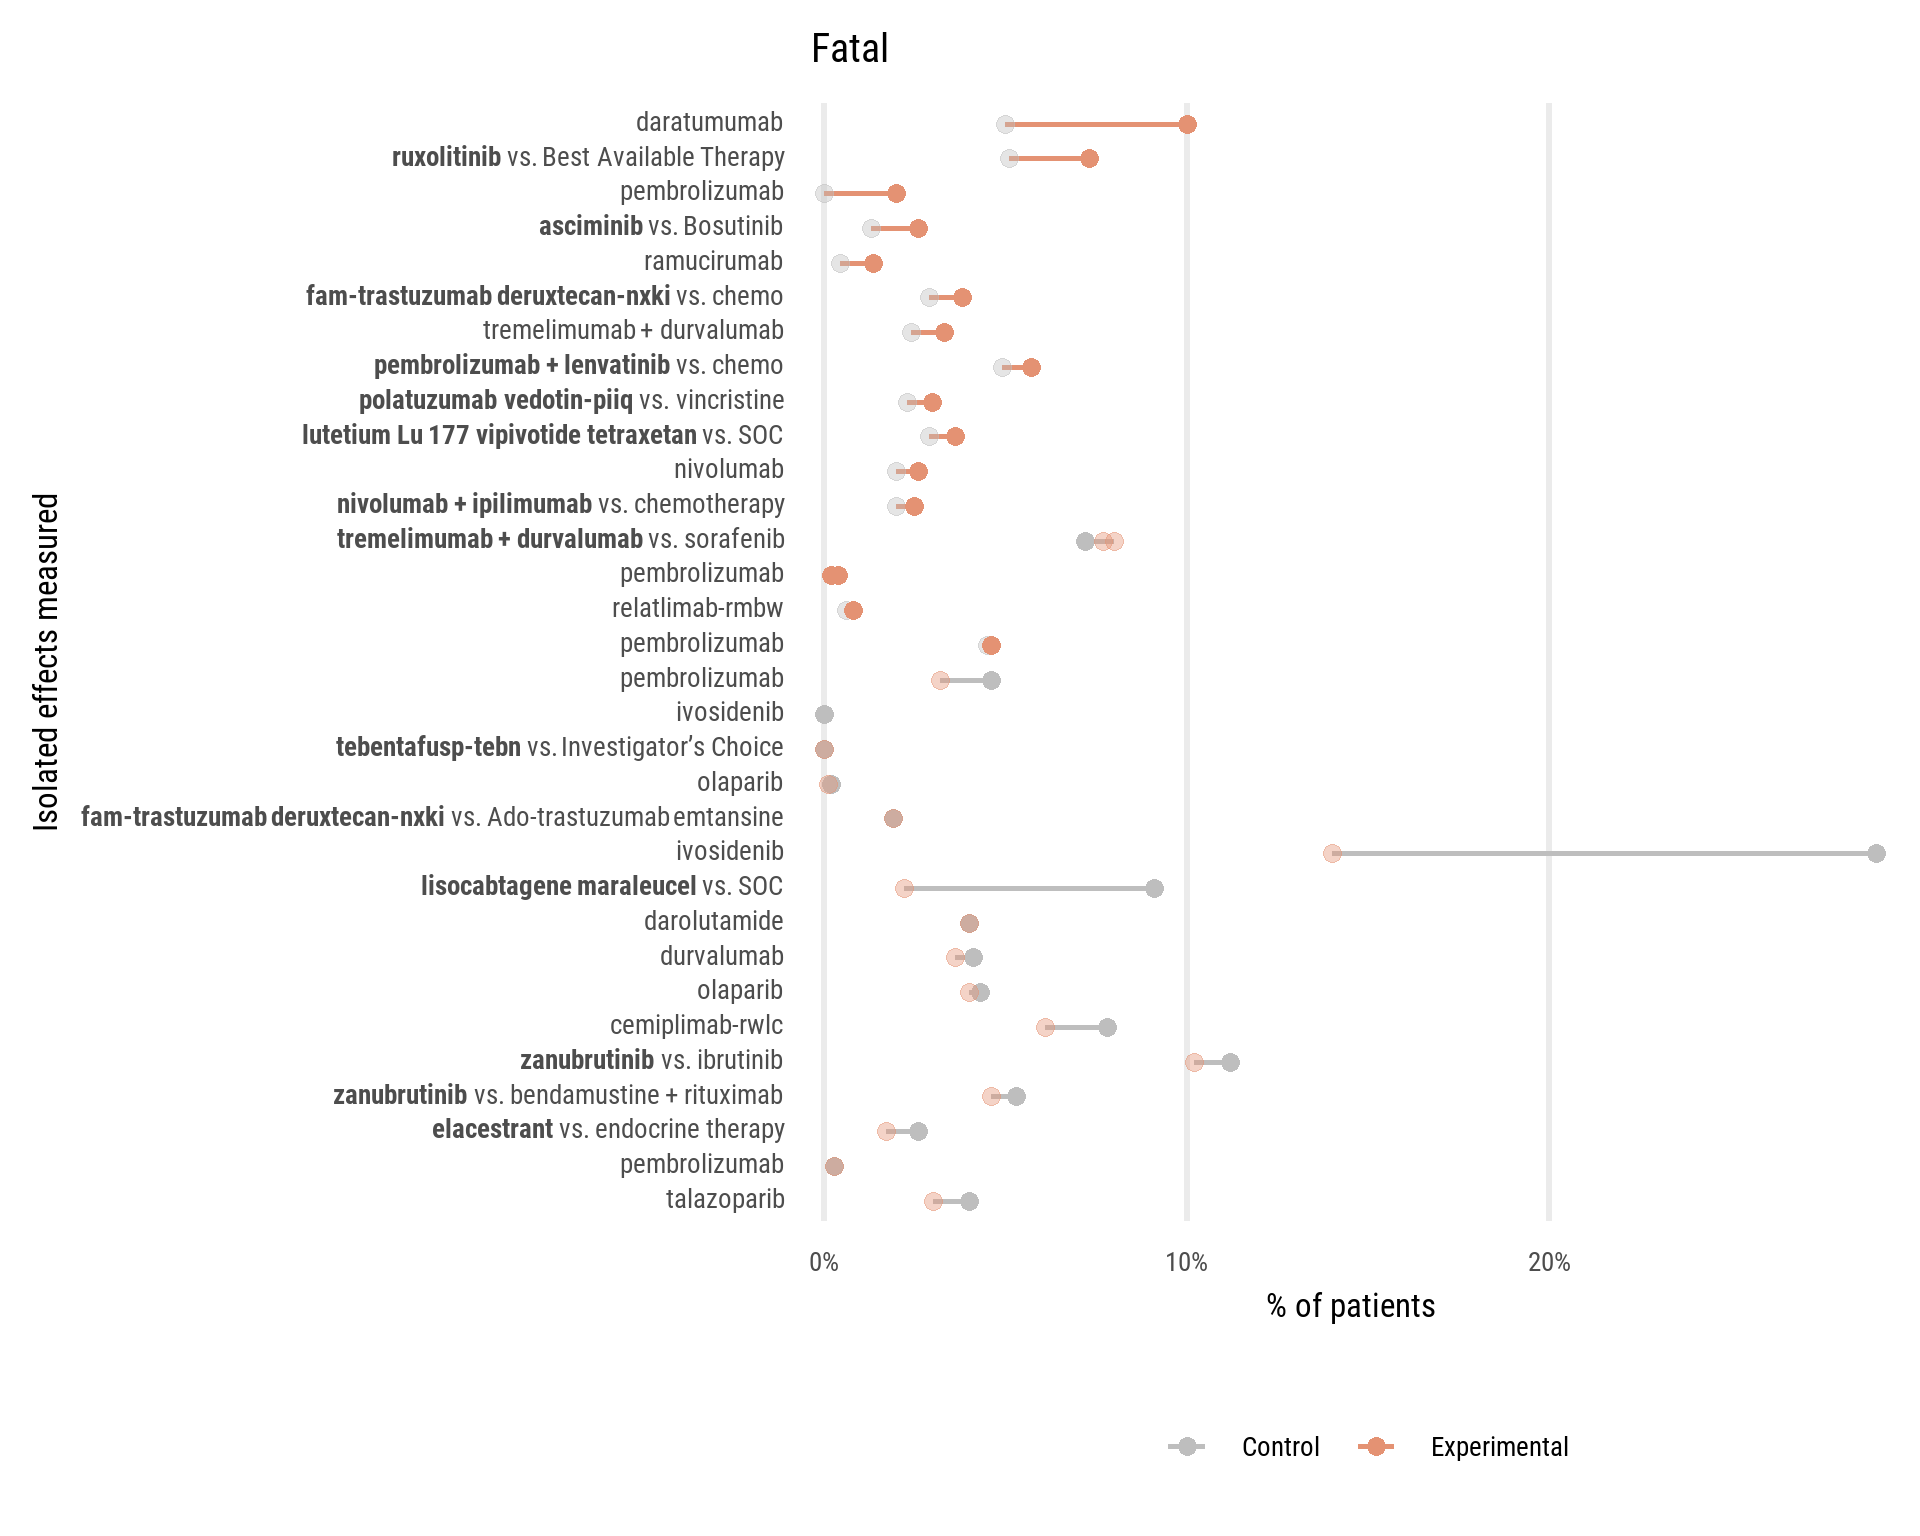 Fatal
daratumumab
ruxolitinib vs. Best Available Therapy
pembrolizumab
asciminib vs. Bosutinib
ramucirumab
fam-trastuzumab deruxtecan-nxki vs. chemo
tremelimumab + durvalumab
pembrolizumab + lenvatinib vs. chemo
polatuzumab vedotin-piiq vs. vincristine
lutetium Lu 177 vipivotide tetraxetan vs. SOC
nivolumab
nivolumab + ipilimumab vs. chemotherapy
tremelimumab + durvalumab vs. sorafenib
pembrolizumab
relatlimab-rmbw
pembrolizumab
pembrolizumab
ivosidenib
tebentafusp-tebn vs. Investigator’s Choice
olaparib
fam-trastuzumab deruxtecan-nxki vs. Ado-trastuzumab emtansine
ivosidenib
lisocabtagene maraleucel vs. SOC
darolutamide
durvalumab
olaparib
cemiplimab-rwlc
zanubrutinib vs. ibrutinib
zanubrutinib vs. bendamustine + rituximab
elacestrant vs. endocrine therapy
pembrolizumab
talazoparib
Isolated effects measured
0% 10% 20%
% of patients
Control Experimental